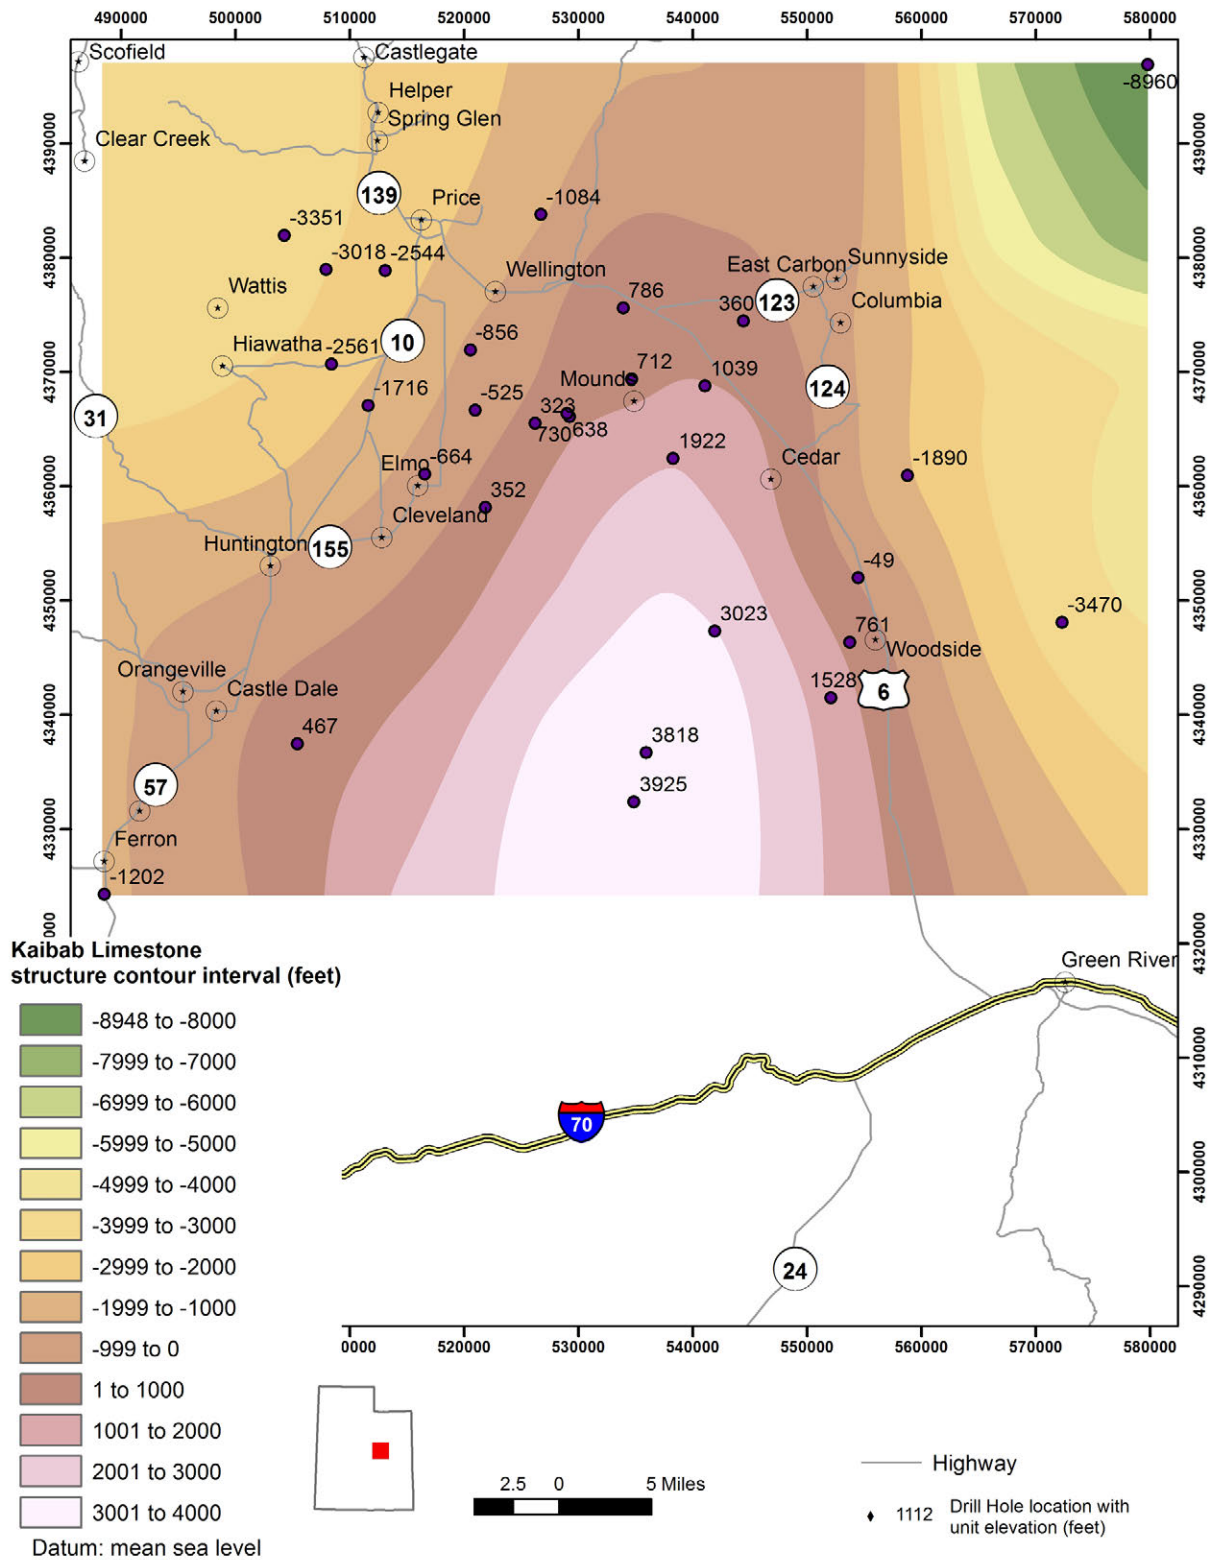 490000 500000 510000 520000 530000 540000 550000 560000 570000 580000
Scofield
Castlegate
-8960
Helper
Spring Glen
4390000
4390000
Clear Creek
139
Price
-1084
-3351
-3018
-2544
4380000
4380000
Wellington
East Carbon
Sunnyside
Wattis
786
360
123
Columbia
10
-856
Hiawatha
-2561
712
1039
4370000
4370000
Mounds
124
-1716
-525
31
323
730
638
1922
Cedar
-1890
Elmo
-664
4360000
4360000
352
Cleveland
Huntington
155
-49
4350000
4350000
3023
761
-3470
Woodside
Orangeville
Castle Dale
1528
6
4340000
4340000
467
3818
57
3925
4330000
4330000
Ferron
-1202
0000
4320000
Kaibab Limestone
structure contour interval (feet)
Green River
-8948 to -8000
-7999 to -7000
4310000
-6999 to -6000
70
-5999 to -5000
-4999 to -4000
4300000
-3999 to -3000
-2999 to -2000
24
4290000
-1999 to -1000
-999 to 0
0000 520000 530000 540000 550000 560000 570000 580000
1 to 1000
1001 to 2000
2001 to 3000
Highway
2.5 0 5 Miles
3001 to 4000
1112 Drill Hole location with
unit elevation (feet)
Datum: mean sea level